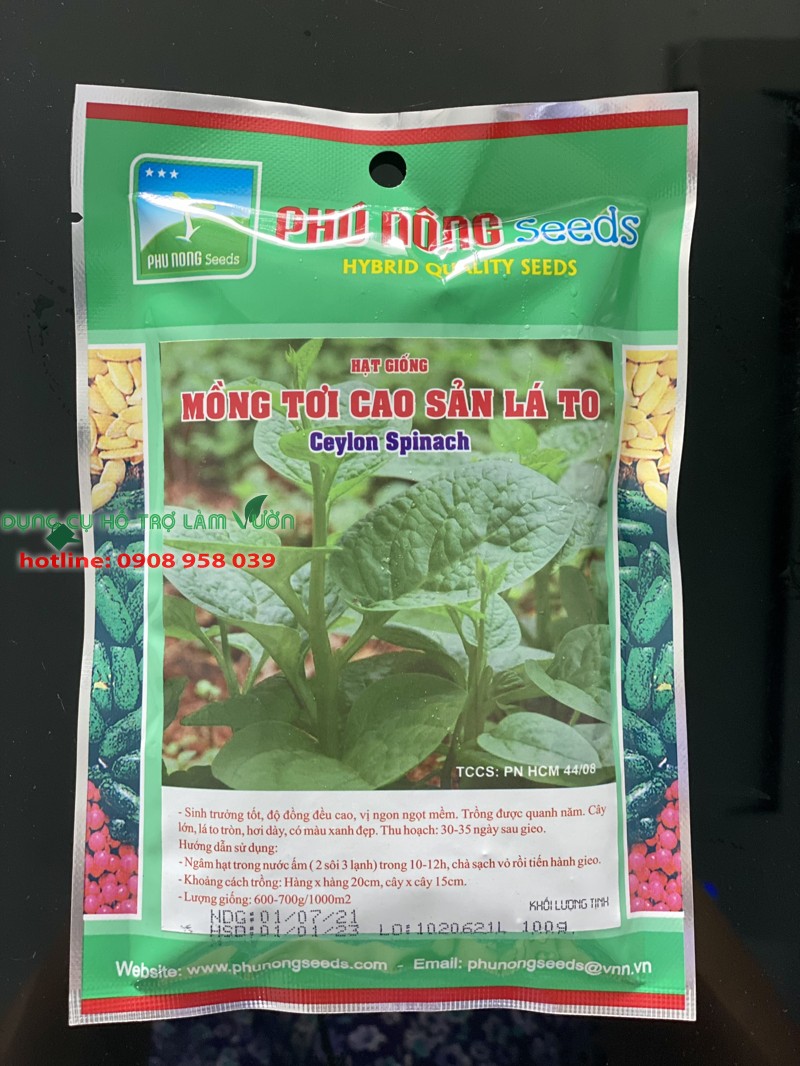 PHU NONG Seeds
PHÚ NÔNG seeds
HYBRID QUALITY SEEDS
HẠT GIỐNG
MỒNG TƠI CAO SẢN LÁ TO
Ceylon Spinach
DỤNG CỤ HỖ TRỢ LÀM VƯỜN
hotline: 0908 958 039
TCCS: PN HCM 44/08
- Sinh trưởng tốt, độ đồng đều cao, vị ngon ngọt mềm. Trồng được quanh năm. Cây
lớn, lá to tròn, hơi dày, có màu xanh đẹp. Thu hoạch: 30-35 ngày sau gieo.
Hướng dẫn sử dụng:
- Ngâm hạt trong nước ấm ( 2 sôi 3 lạnh) trong 10-12h, chà sạch vỏ rồi tiến hành gieo.
- Khoảng cách trồng: Hàng x hàng 20cm, cây x cây 15cm.
- Lượng giống: 600-700g/1000m2
KHỐI LƯỢNG TỊNH
NDG:01/07/21
HSD:01/01/23 LO:1020621L 100g.
Website: www.phunongseeds.com - Email: phunongseeds@vnn.vn